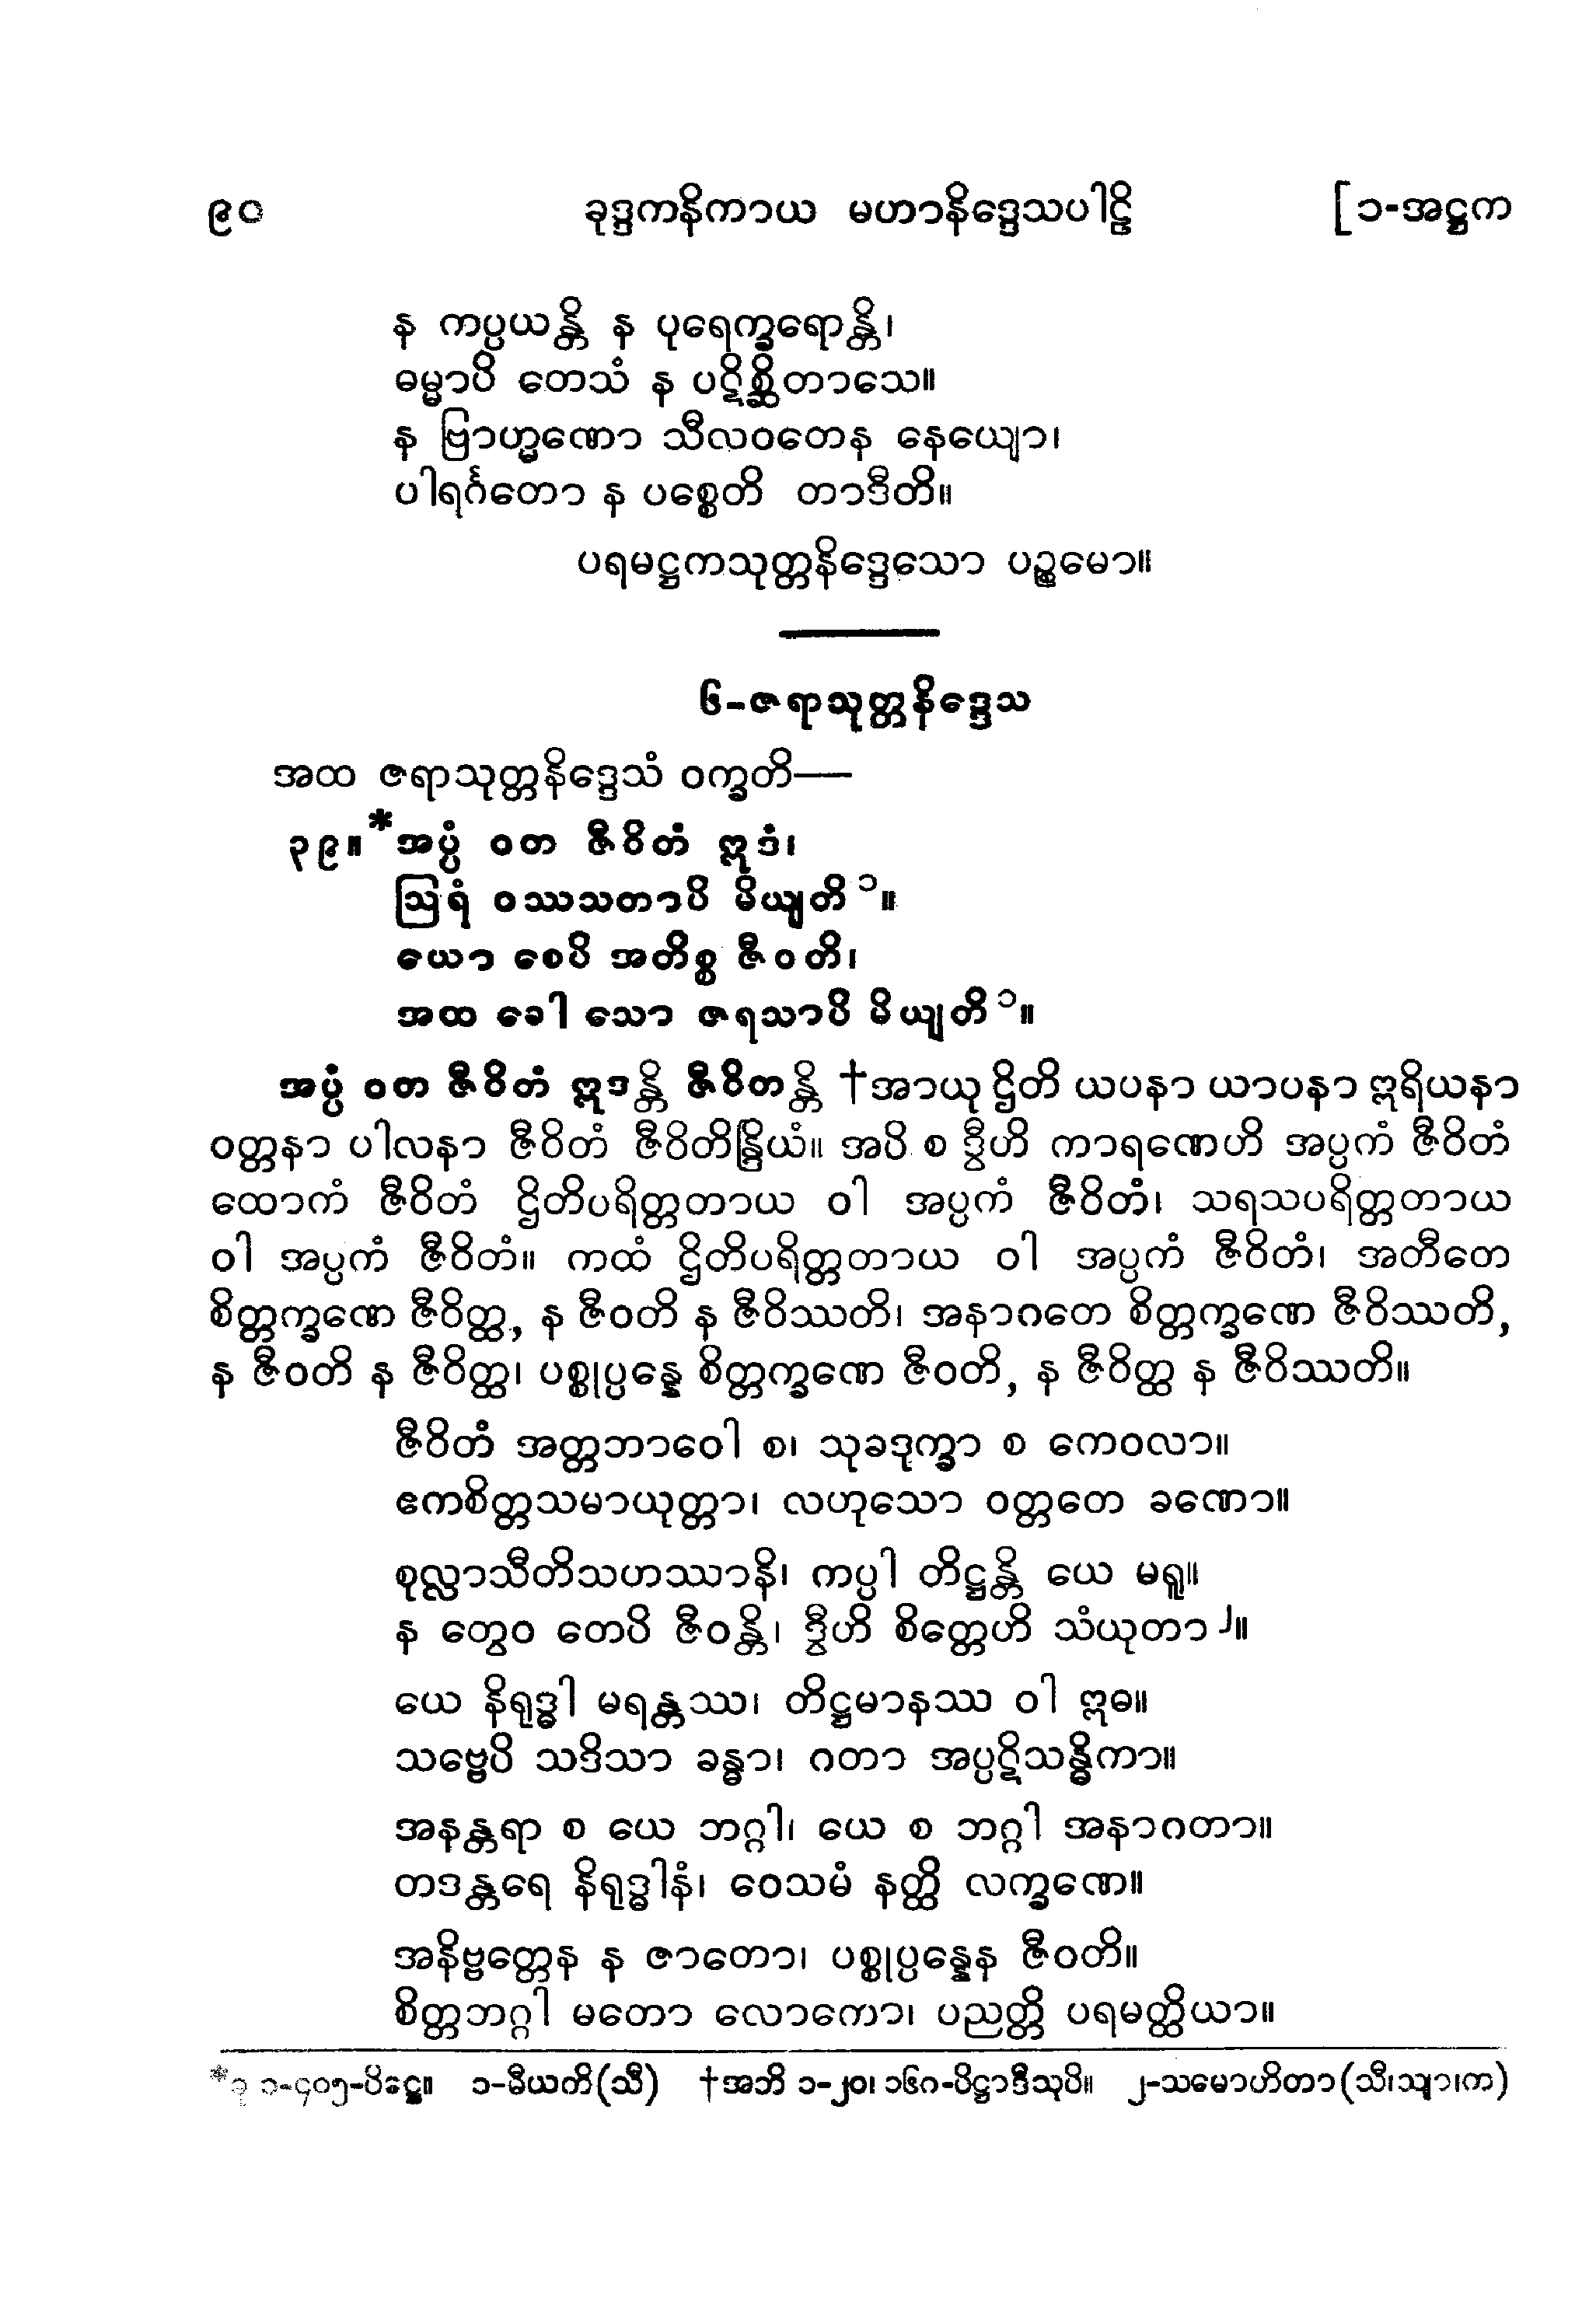 ၉၀ ခုဒ္ဒကနိကာယ မဟာနိဒ္ဒေသပါဠိ [၁-အဋ္ဌက
န ကပ္ပယန္တိ န ပုရေက္ခရောန္တိ၊
ဓမ္မာပိ တေသံ န ပဋိစ္ဆိတာသေ။
န ဗြာဟ္မဏော သီလဝတေန နေယျော၊
ပါရင်္ဂတော န ပစ္စေတိ တာဒီတိ။
ပရမဋ္ဌကသုတ္တနိဒ္ဒေသော ပဉ္စမော။
၆-ဇရာသုတ္တနိဒ္ဒေသ
အထ ဇရာသုတ္တနိဒ္ဒေသံ ဝက္ခတိ—
၃၉။ *အပ္ပံ ဝတ ဇီဝိတံ ဣဒံ၊
ဩရံ ဝဿသတာပိ မိယျတိ ၁။
ယော စေပိ အတိစ္စ ဇီဝတိ၊
အထ ခေါ သော ဇရသာပိ မိယျတိ ၁။
အပ္ပံ ဝတ ဇီဝိတံ ဣဒန္တိ ဇီဝိတန္တိ †အာယု ဌိတိ ယပနာ ယာပနာ ဣရိယနာ
ဝတ္တနာ ပါလနာ ဇီဝိတံ ဇီဝိတိန္ဒြိယံ။ အပိ စ ဒွီဟိ ကာရဏေဟိ အပ္ပကံ ဇီဝိတံ
ထောကံ ဇီဝိတံ ဌိတိပရိတ္တတာယ ဝါ အပ္ပကံ ဇီဝိတံ၊ သရသပရိတ္တတာယ
ဝါ အပ္ပကံ ဇီဝိတံ။ ကထံ ဌိတိပရိတ္တတာယ ဝါ အပ္ပကံ ဇီဝိတံ၊ အတီတေ
စိတ္တက္ခဏေ ဇီဝိတ္ထ, န ဇီဝတိ န ဇီဝိဿတိ၊ အနာဂတေ စိတ္တက္ခဏေ ဇီဝိဿတိ,
န ဇီဝတိ န ဇီဝိတ္ထ၊ ပစ္စုပ္ပန္နေ စိတ္တက္ခဏေ ဇီဝတိ, န ဇီဝိတ္ထ န ဇီဝိဿတိ။
ဇီဝိတံ အတ္တဘာဝေါ စ၊ သုခဒုက္ခာ စ ကေဝလာ။
ဧကစိတ္တသမာယုတ္တာ၊ လဟုသော ဝတ္တတေ ခဏော။
စုလ္လာသီတိသဟဿာနိ၊ ကပ္ပါ တိဋ္ဌန္တိ ယေ မရူ။
န တွေဝ တေပိ ဇီဝန္တိ၊ ဒွီဟိ စိတ္တေဟိ သံယုတာ ၂။
ယေ နိရုဒ္ဓါ မရန္တဿ၊ တိဋ္ဌမာနဿ ဝါ ဣဓ။
သဗ္ဗေပိ သဒိသာ ခန္ဓာ၊ ဂတာ အပ္ပဋိသန္ဓိကာ။
အနန္တရာ စ ယေ ဘဂ္ဂါ၊ ယေ စ ဘဂ္ဂါ အနာဂတာ။
တဒန္တရေ နိရုဒ္ဓါနံ၊ ဝေသမံ နတ္ထိ လက္ခဏေ။
အနိဗ္ဗတ္တေန န ဇာတော၊ ပစ္စုပ္ပန္နေန ဇီဝတိ။
စိတ္တဘဂ္ဂါ မတော လောကော၊ ပညတ္တိ ပရမတ္ထိယာ။
*ခု ၁-၄၀၅-ပိဋ္ဌေ။ ၁-မီယတိ(သီ) †အဘိ ၁-၂၀၊ ၁၆ဂ-ပိဋ္ဌာဒီသုပိ။ ၂-သမောဟိတာ(သီ၊သျာ၊က)